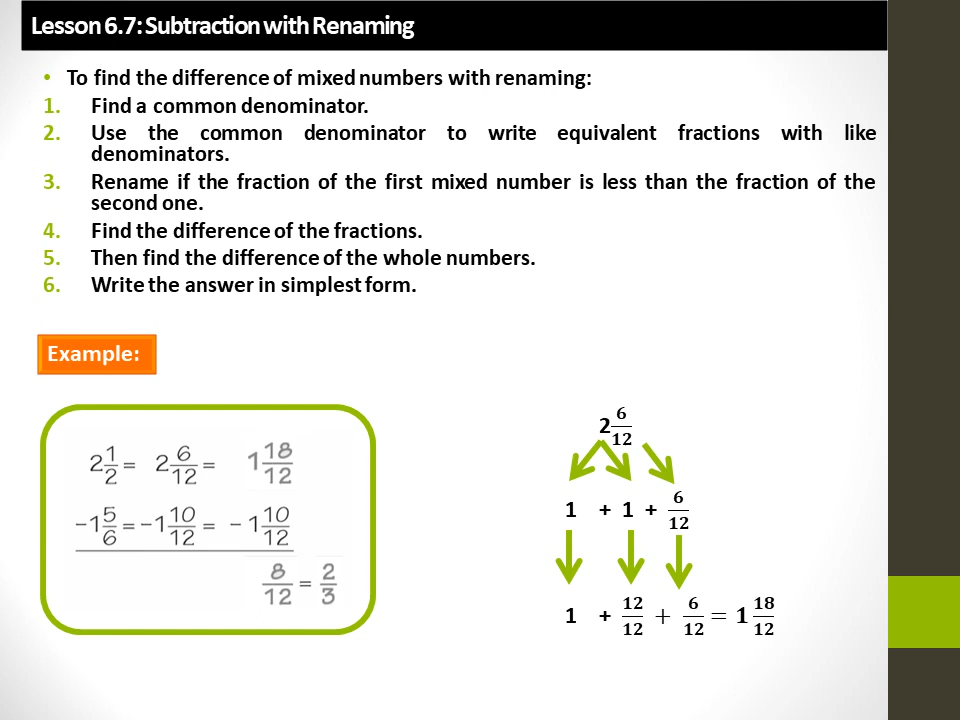 Lesson 6.7: Subtraction with Renaming
• To find the difference of mixed numbers with renaming:
1. Find a common denominator.
2. Use the common denominator to write equivalent fractions with like
denominators.
3. Rename if the fraction of the first mixed number is less than the fraction of the
second one.
4. Find the difference of the fractions.
5. Then find the difference of the whole numbers.
6. Write the answer in simplest form.
Example:
2 1/2 = 2 6/12 = 1 18/12
-1 5/6 = -1 10/12 = - 1 10/12
8/12 = 2/3
2 6/12
1 + 1 + 6/12
1 + 12/12 + 6/12 = 1 18/12